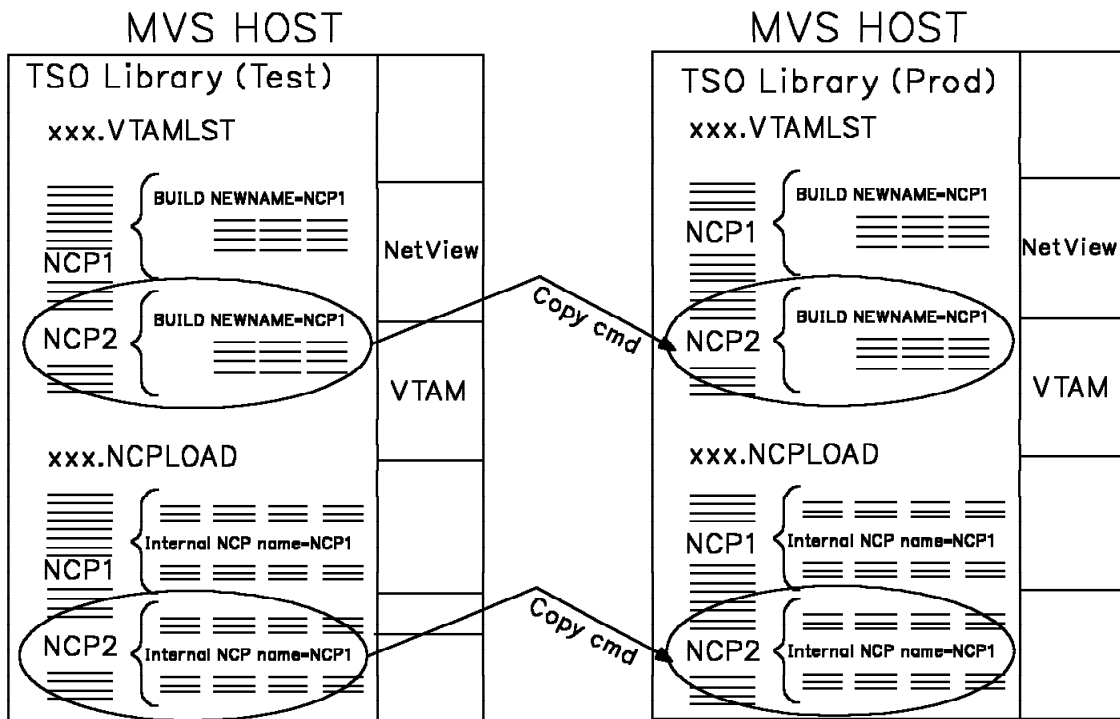 MVS HOST
TSO Library (Test)
xxx.VTAMLST
BUILD NEWNAME=NCP1
NCP1
BUILD NEWNAME=NCP1
NCP2
xxx.NCPLOAD
Internal NCP name=NCP1
NCP1
NCP2
Internal NCP name=NCP1
NetView
VTAM
Copy cmd
Copy cmd
MVS HOST
TSO Library (Prod)
xxx.VTAMLST
BUILD NEWNAME=NCP1
NCP1
BUILD NEWNAME=NCP1
NCP2
xxx.NCPLOAD
NCP1
Internal NCP name=NCP1
NCP2
Internal NCP name=NCP1
NetView
VTAM